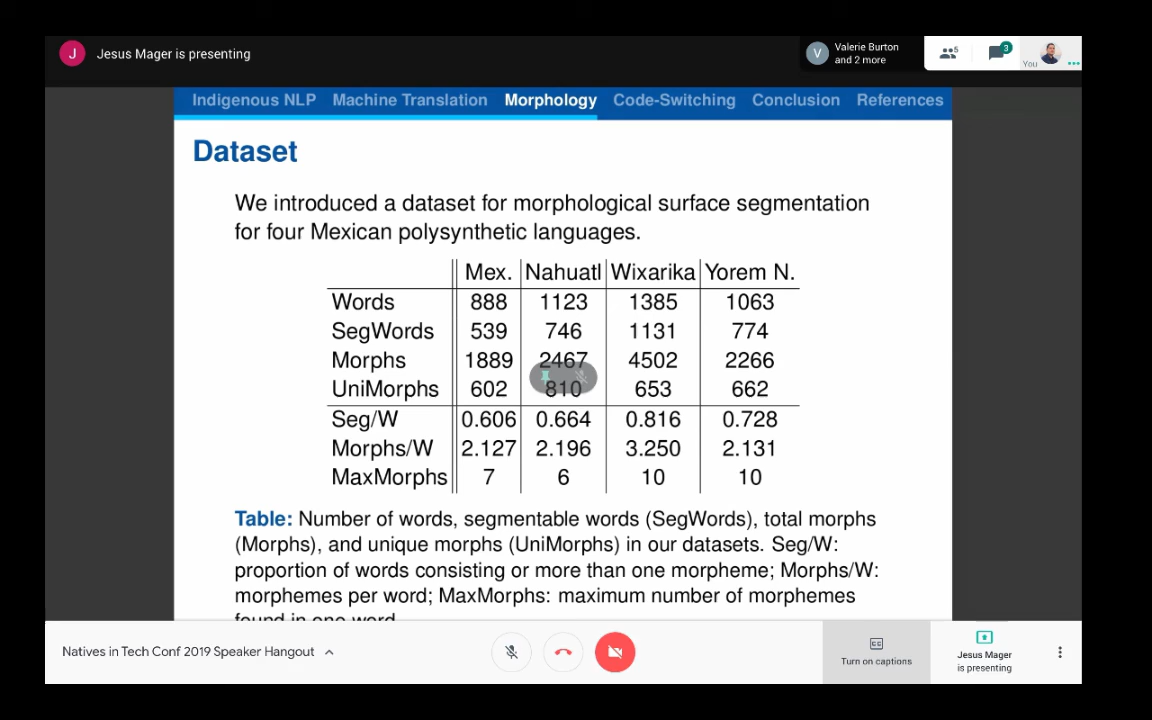 J Jesus Mager is presenting
V Valerie Burton
and 2 more
5
3
You
Indigenous NLP Machine Translation Morphology Code-Switching Conclusion References
Dataset
We introduced a dataset for morphological surface segmentation
for four Mexican polysynthetic languages.
Mex. Nahuatl Wixarika Yorem N.
Words 888 1123 1385 1063
SegWords 539 746 1131 774
Morphs 1889 2467 4502 2266
UniMorphs 602 810 653 662
Seg/W 0.606 0.664 0.816 0.728
Morphs/W 2.127 2.196 3.250 2.131
MaxMorphs 7 6 10 10
Table: Number of words, segmentable words (SegWords), total morphs
(Morphs), and unique morphs (UniMorphs) in our datasets. Seg/W:
proportion of words consisting or more than one morpheme; Morphs/W:
morphemes per word; MaxMorphs: maximum number of morphemes
found in one word
Natives in Tech Conf 2019 Speaker Hangout
CC
Turn on captions
Jesus Mager
is presenting